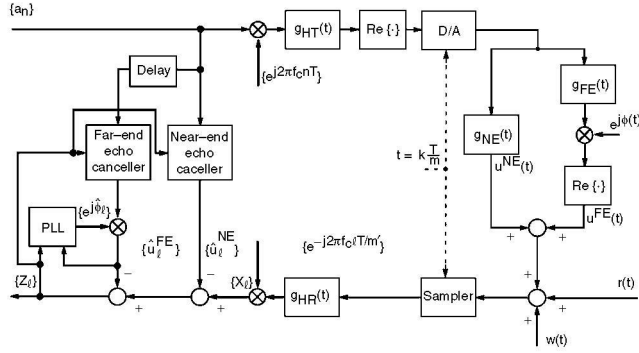 {aₙ}
g_HT(t)
Re {·}
D/A
{e^j2πf_c nT}
Delay
g_FE(t)
e^jϕ(t)
g_NE(t)
Far–end
echo
canceller
Near–end
echo
caceller
t = k T/m
u^NE(t)
Re {·}
PLL
{e^jϕ̂_ℓ}
u^FE(t)
{û_ℓ^FE}
{û_ℓ^NE}
{e^–j2πf_c ℓT/m′}
+
+
{Z_ℓ}
–
+
–
+
{X_ℓ}
g_HR(t)
Sampler
+
+
+
r(t)
w(t)